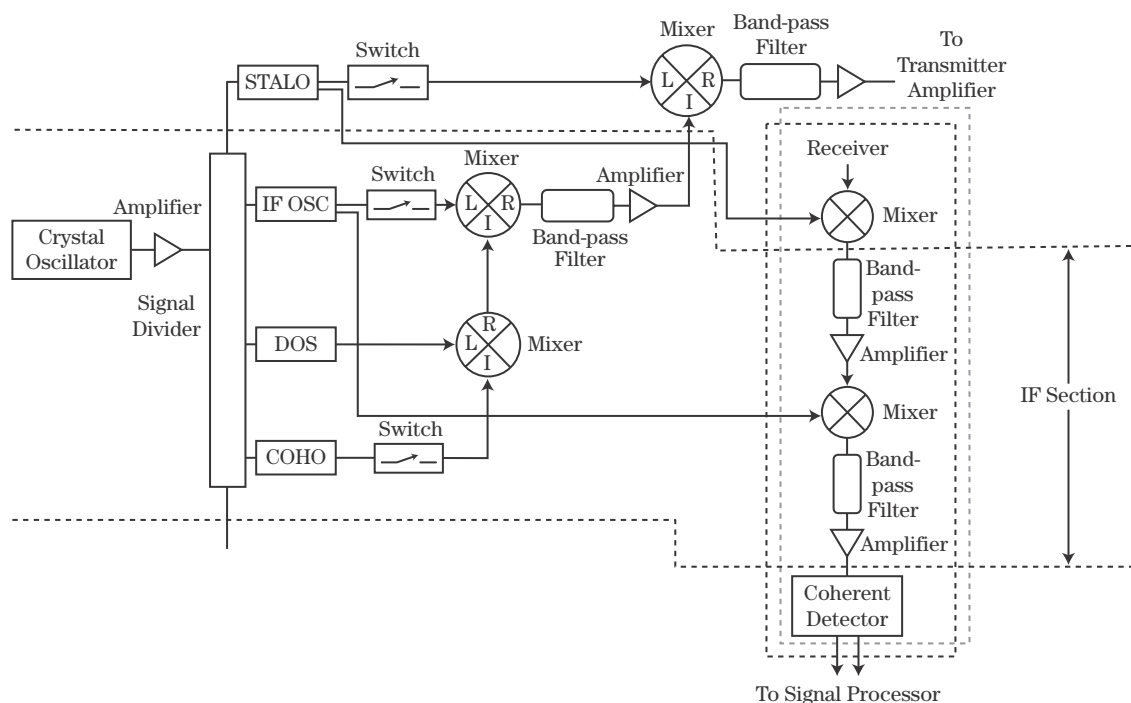 Mixer
Band-pass
Filter
To
Transmitter
Amplifier
Switch
STALO
L
R
I
Receiver
Mixer
Switch
Amplifier
Mixer
Amplifier
IF OSC
L
R
I
Crystal
Oscillator
Band-pass
Filter
Band-
pass
Filter
Signal
Divider
DOS
R
L
I
Mixer
Amplifier
IF Section
Mixer
Switch
COHO
Band-
pass
Filter
Amplifier
Coherent
Detector
To Signal Processor